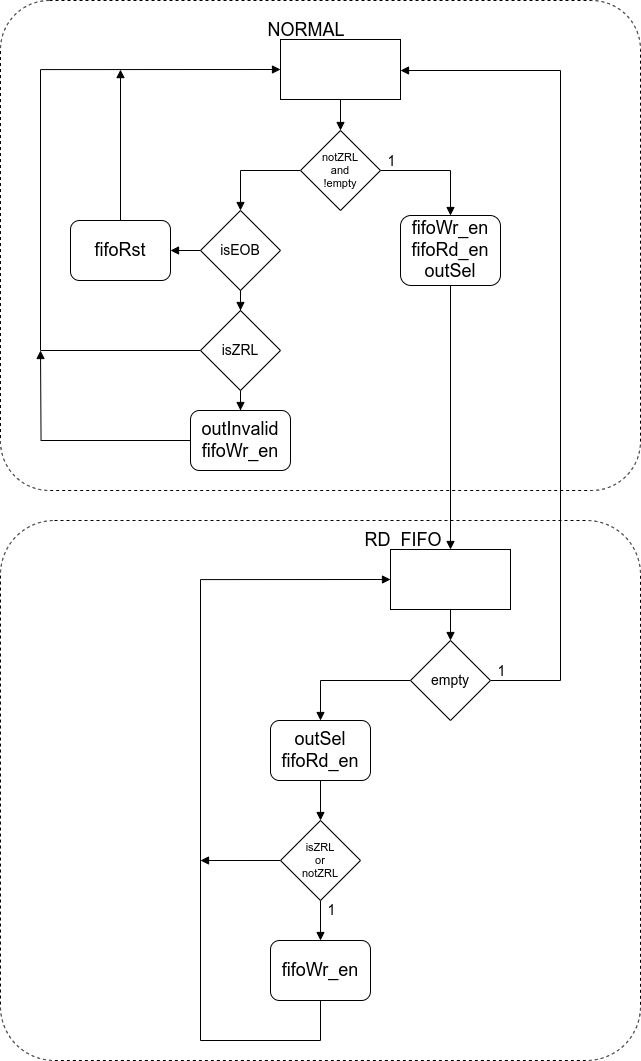 NORMAL
notZRL
and
!empty
1
fifoWr_en
fifoRd_en
outSel
fifoRst
isEOB
isZRL
outInvalid
fifoWr_en
RD_FIFO
empty
1
outSel
fifoRd_en
isZRL
or
notZRL
1
fifoWr_en